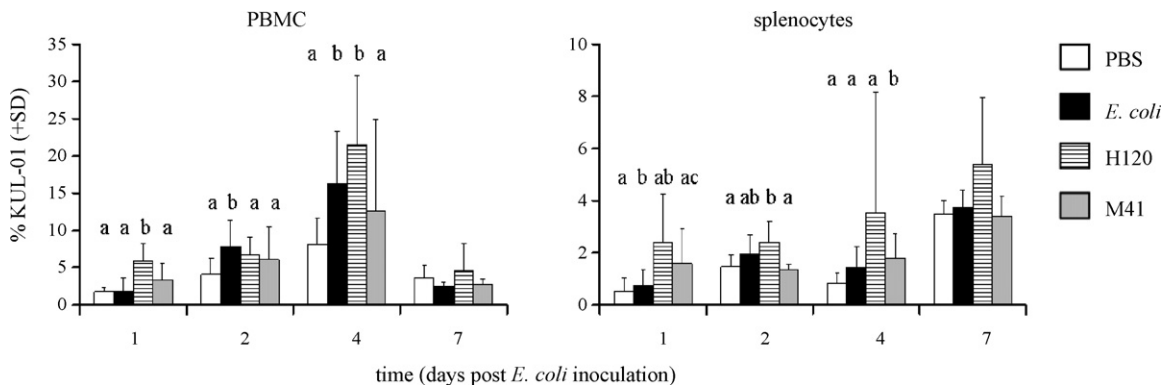 PBMC
% KUL-01 (+SD)
35
30
25
20
15
10
5
0
a b b a
a b a a
a a b a
1 2 4 7
splenocytes
10
8
6
4
2
0
a a a b
a b ab ac
a ab b a
1 2 4 7
time (days post E. coli inoculation)
PBS
E. coli
H120
M41